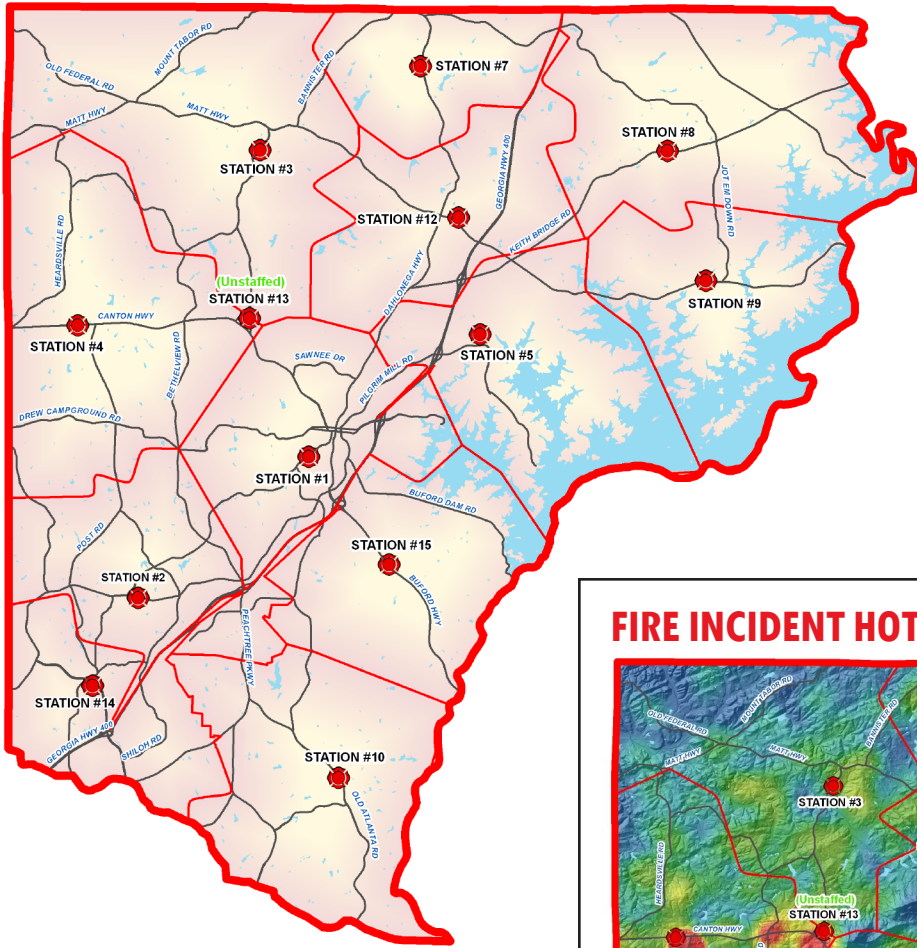 MOUNT TABOR RD
OLD FEDERAL RD
BANNISTER RD
STATION #7
MATT HWY
MATT HWY
STATION #3
GEORGIA HWY 400
STATION #8
JOT EM DOWN RD
STATION #12
KEITH BRIDGE RD
HEARDSVILLE RD
DAHLONEGA HWY
(Unstaffed)
STATION #13
STATION #9
CANTON HWY
STATION #4
BETHELVIEW RD
SAWNEE DR
PILGRIM MILL RD
STATION #5
DREW CAMPGROUND RD
STATION #1
BUFORD DAM RD
POST RD
STATION #15
STATION #2
BUFORD HWY
PEACHTREE PKWY
STATION #14
GEORGIA HWY 400
SHILOH RD
STATION #10
OLD ATLANTA RD
FIRE INCIDENT HOT
MOUNT TABOR RD
OLD FEDERAL RD
BANNISTER RD
MATT HWY
MATT HWY
STATION #3
HEARDSVILLE RD
(Unstaffed)
STATION #13
CANTON HWY
D